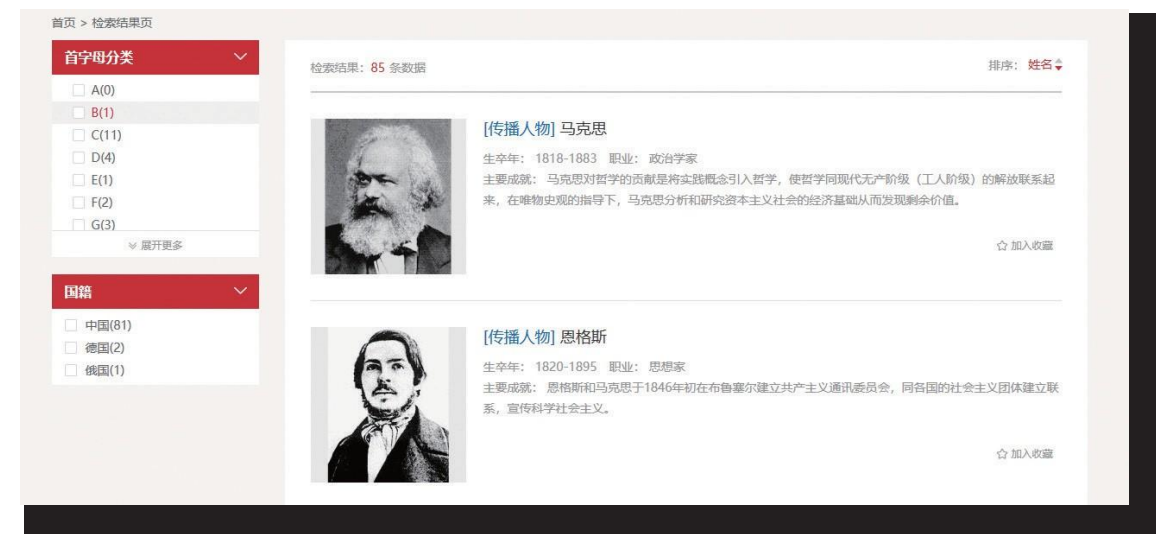 首页 > 检索结果页
首字母分类
A(0)
B(1)
C(11)
D(4)
E(1)
F(2)
G(3)
展开更多
国籍
中国(81)
德国(2)
俄国(1)
检索结果：85 条数据
排序：姓名
[传播人物] 马克思
生卒年： 1818-1883 职业： 政治学家
主要成就： 马克思对哲学的贡献是将实践概念引入哲学，使哲学同现代无产阶级（工人阶级）的解放联系起
来，在唯物史观的指导下，马克思分析和研究资本主义社会的经济基础从而发现剩余价值。
加入收藏
[传播人物] 恩格斯
生卒年： 1820-1895 职业： 思想家
主要成就： 恩格斯和马克思于1846年初在布鲁塞尔建立共产主义通讯委员会，同各国的社会主义团体建立联
系，宣传科学社会主义。
加入收藏